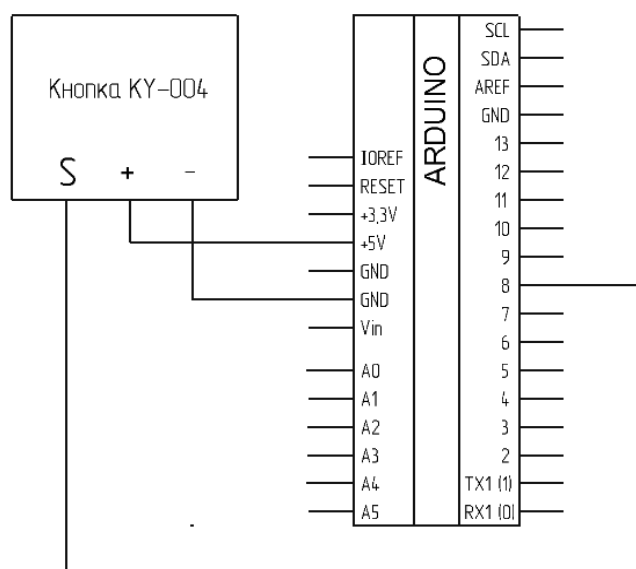 Кнопка KY-004
S + -
ARDUINO
IOREF
RESET
+3,3V
+5V
GND
GND
Vin
A0
A1
A2
A3
A4
A5
SCL
SDA
AREF
GND
13
12
11
10
9
8
7
6
5
4
3
2
TX1 (1)
RX1 (0)